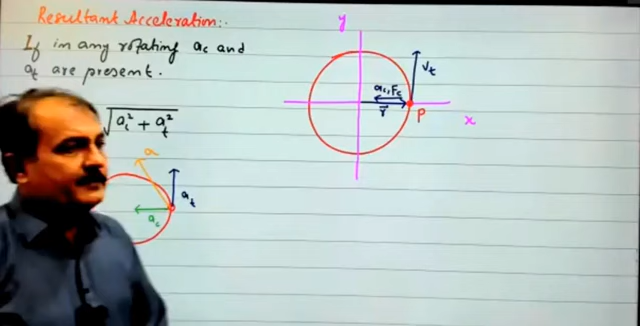 Resultant Acceleration:-
If in any rotating ac and
at are present.
√ac² + at²
a
at
ac
y
vt
ac, Fc
r⃗
P
x